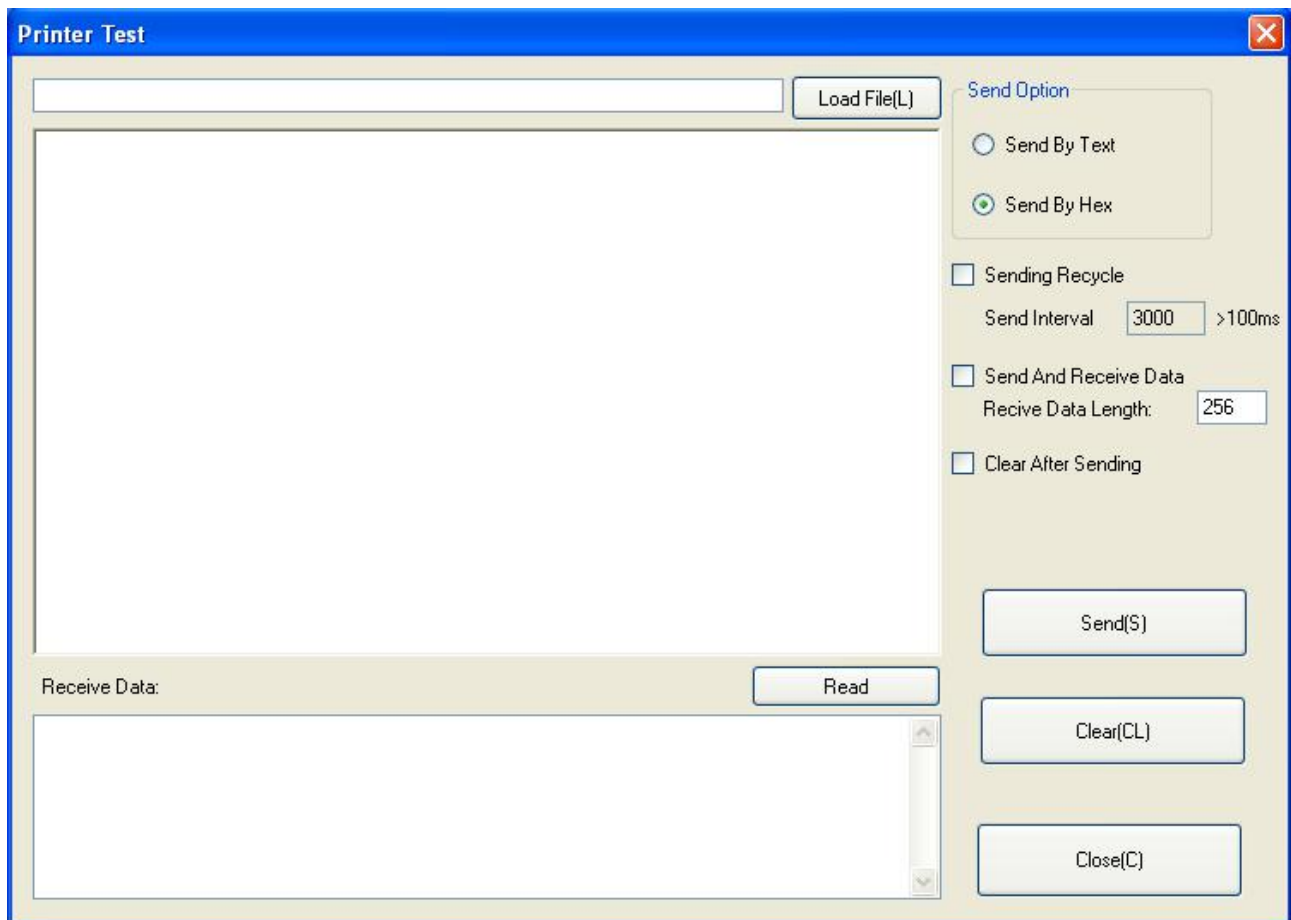 Printer Test
Load File(L)
Send Option
Send By Text
Send By Hex
Sending Recycle
Send Interval 3000 >100ms
Send And Receive Data
Recive Data Length: 256
Clear After Sending
Send(S)
Receive Data:
Read
Clear(CL)
Close(C)